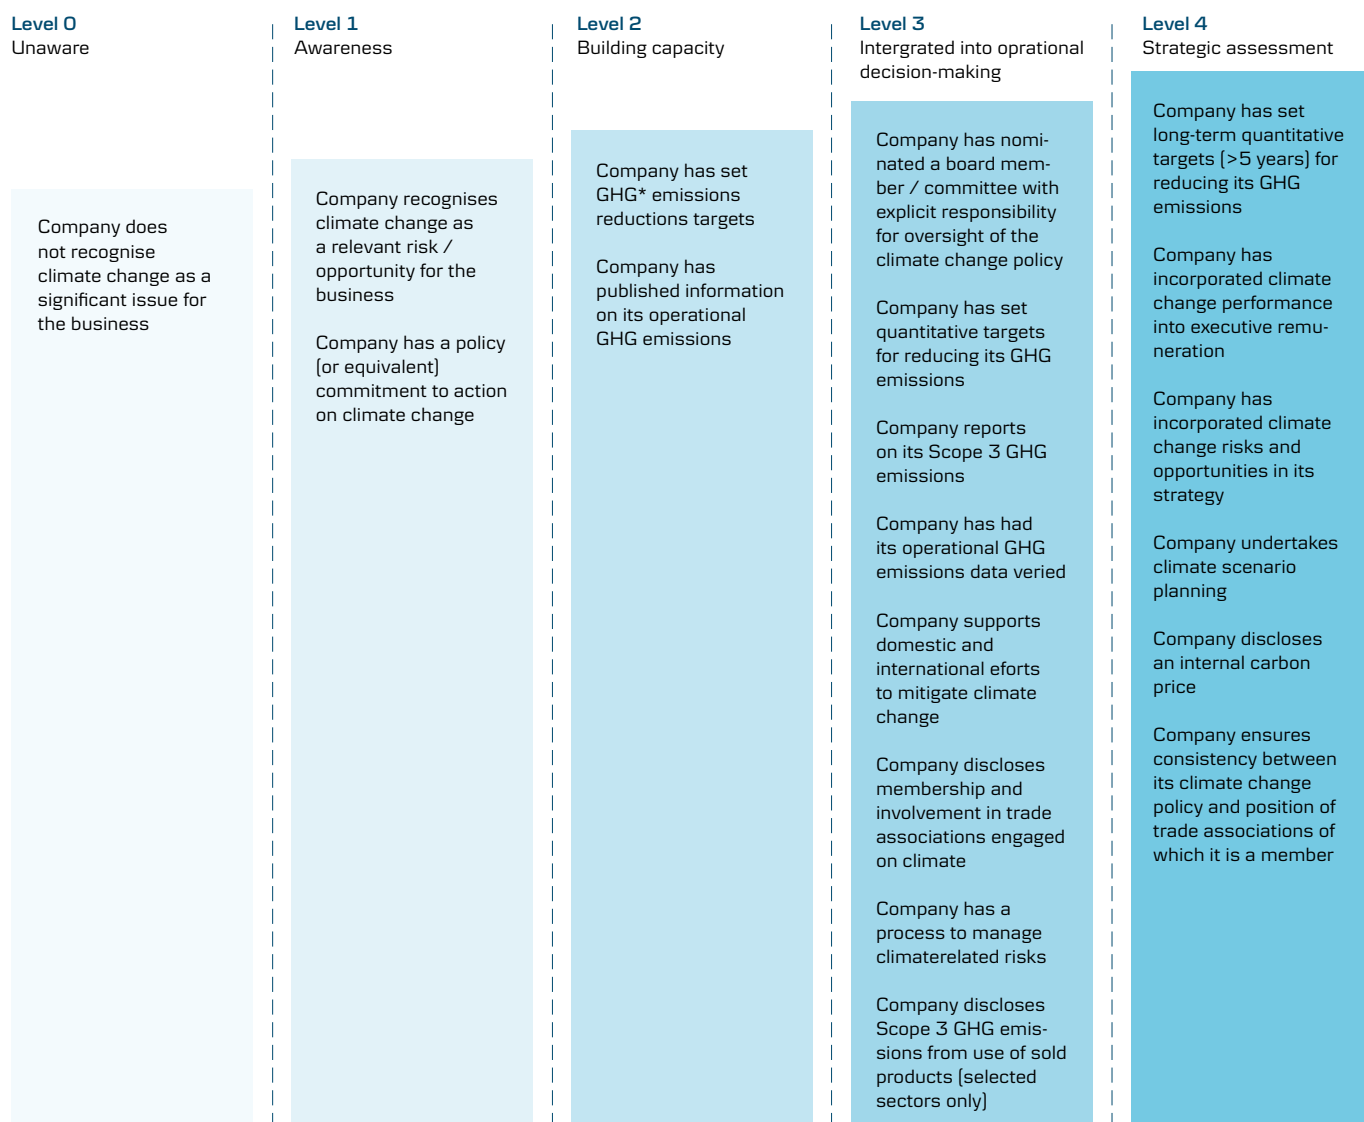 Level 0
Unaware
Company does
not recognise
climate change as a
significant issue for
the business
Level 1
Awareness
Company recognises
climate change as
a relevant risk /
opportunity for the
business
Company has a policy
(or equivalent)
commitment to action
on climate change
Level 2
Building capacity
Company has set
GHG* emissions
reductions targets
Company has
published information
on its operational
GHG emissions
Level 3
Intergrated into oprational
decision-making
Company has nomi-
nated a board mem-
ber / committee with
explicit responsibility
for oversight of the
climate change policy
Company has set
quantitative targets
for reducing its GHG
emissions
Company reports
on its Scope 3 GHG
emissions
Company has had
its operational GHG
emissions data veried
Company supports
domestic and
international eforts
to mitigate climate
change
Company discloses
membership and
involvement in trade
associations engaged
on climate
Company has a
process to manage
climaterelated risks
Company discloses
Scope 3 GHG emis-
sions from use of sold
products (selected
sectors only)
Level 4
Strategic assessment
Company has set
long-term quantitative
targets (>5 years) for
reducing its GHG
emissions
Company has
incorporated climate
change performance
into executive remu-
neration
Company has
incorporated climate
change risks and
opportunities in its
strategy
Company undertakes
climate scenario
planning
Company discloses
an internal carbon
price
Company ensures
consistency between
its climate change
policy and position of
trade associations of
which it is a member